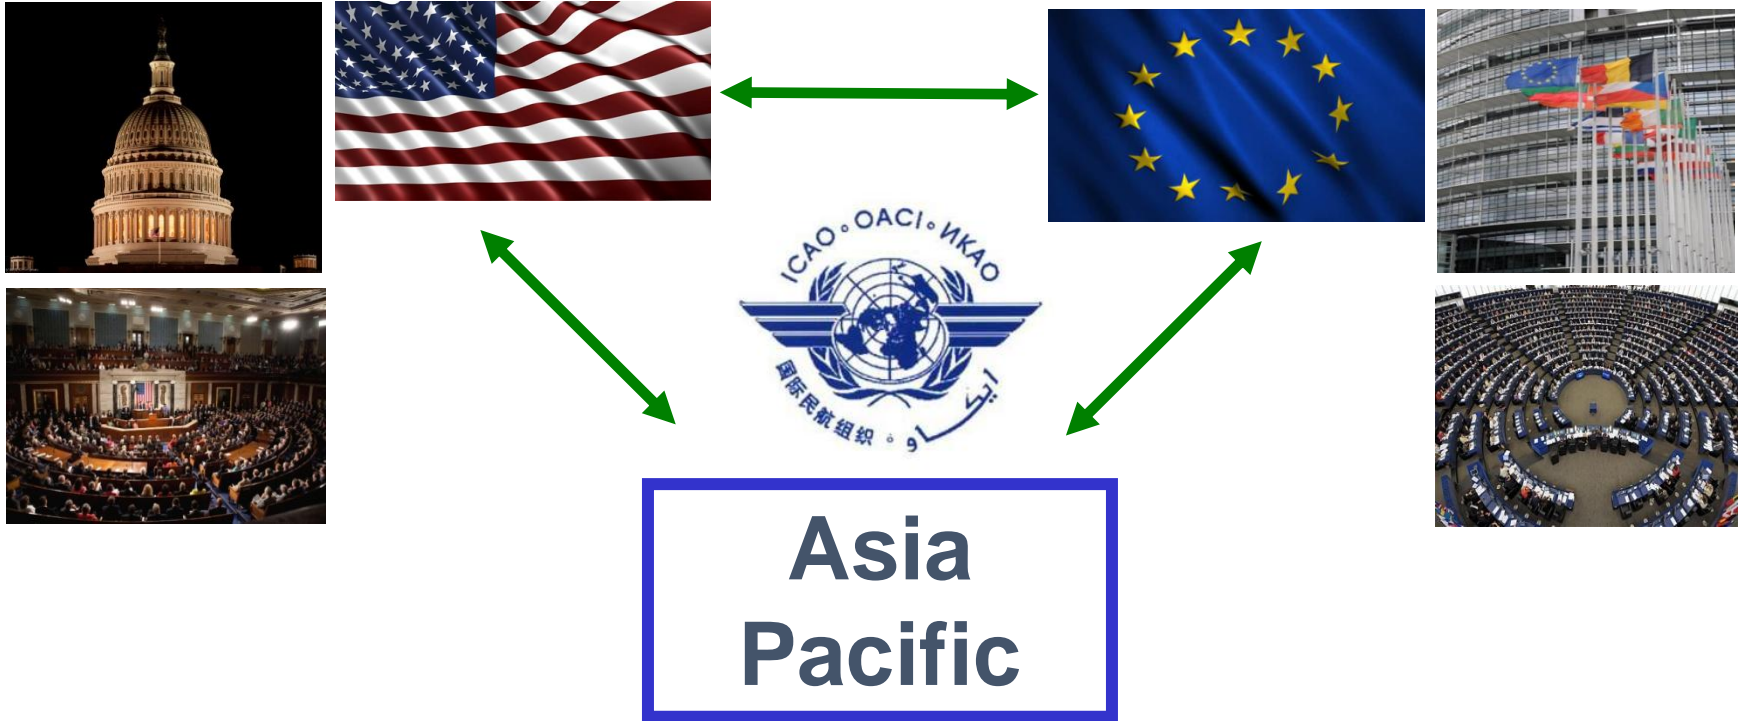 ICAO ◦ OACI ◦ ИКАО
国际民航组织 ◦ ايكاو
Asia
Pacific